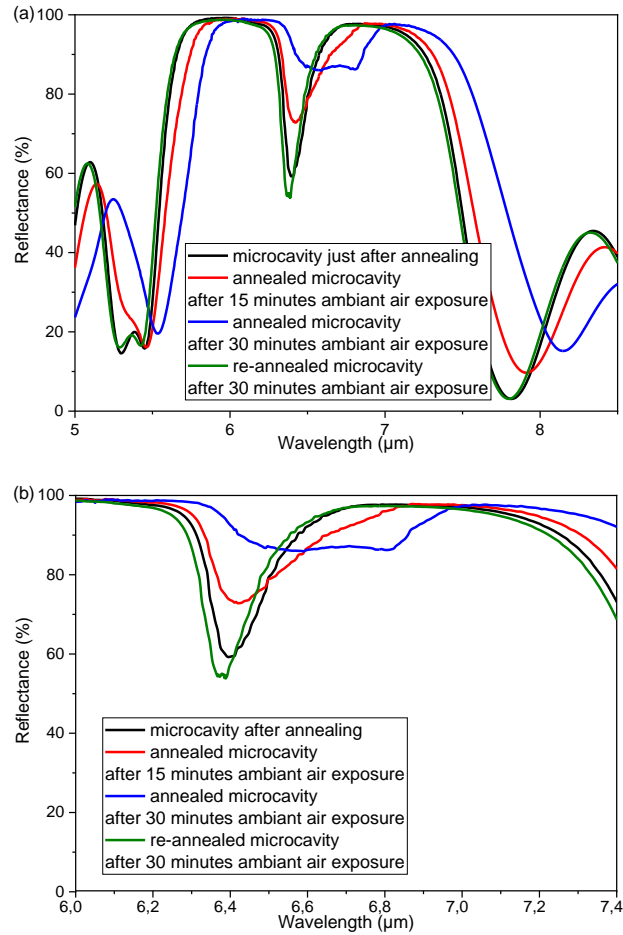 (a)
100
80
60
40
20
0
Reflectance (%)
microcavity just after annealing
annealed microcavity
after 15 minutes ambiant air exposure
annealed microcavity
after 30 minutes ambiant air exposure
re-annealed microcavity
after 30 minutes ambiant air exposure
5 6 7 8
Wavelength (µm)
(b)
100
80
60
40
20
0
Reflectance (%)
microcavity after annealing
annealed microcavity
after 15 minutes ambiant air exposure
annealed microcavity
after 30 minutes ambiant air exposure
re-annealed microcavity
after 30 minutes ambiant air exposure
6,0 6,2 6,4 6,6 6,8 7,0 7,2 7,4
Wavelength (µm)